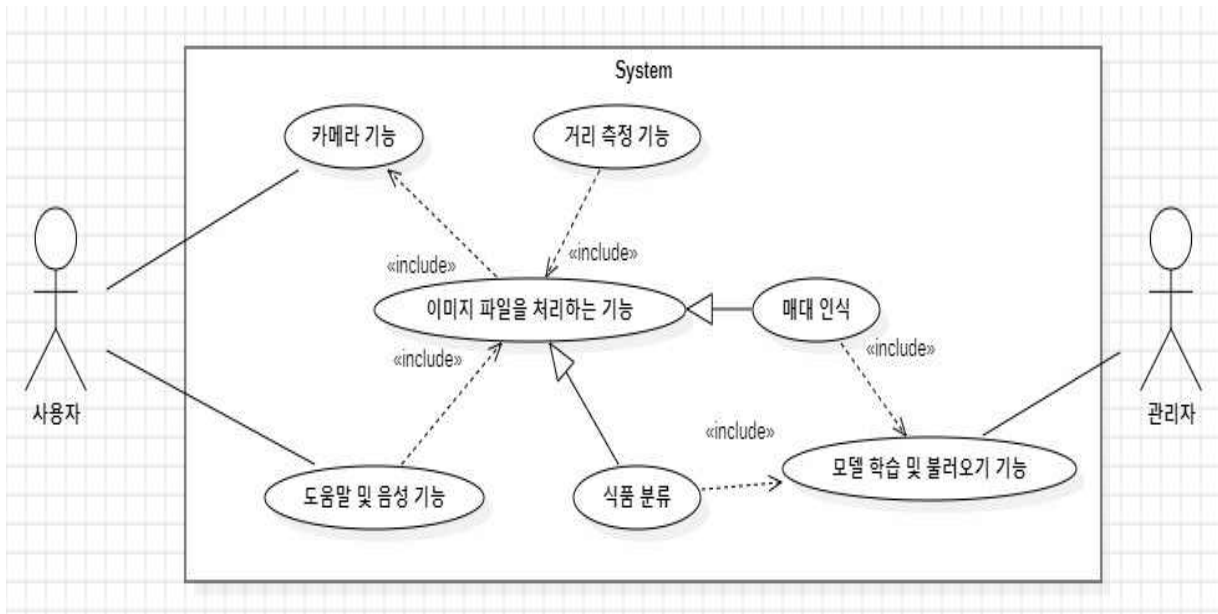 System
카메라 기능
거리 측정 기능
«include»
«include»
이미지 파일을 처리하는 기능
매대 인식
«include»
«include»
사용자
관리자
«include»
도움말 및 음성 기능
식품 분류
모델 학습 및 불러오기 기능